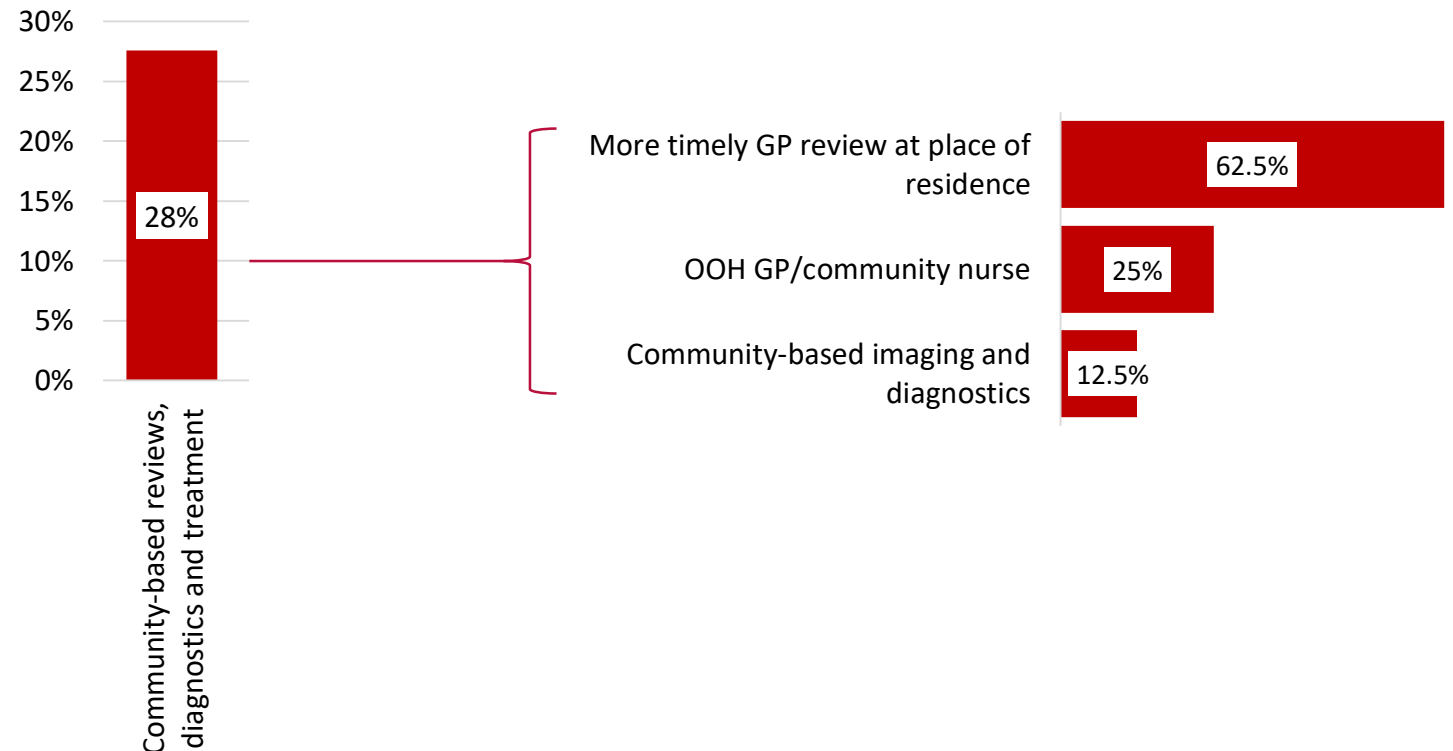 30%
25%
20%
15%
10%
5%
0%
28%
Community-based reviews,
diagnostics and treatment
More timely GP review at place of
residence
62.5%
OOH GP/community nurse
25%
Community-based imaging and
diagnostics
12.5%